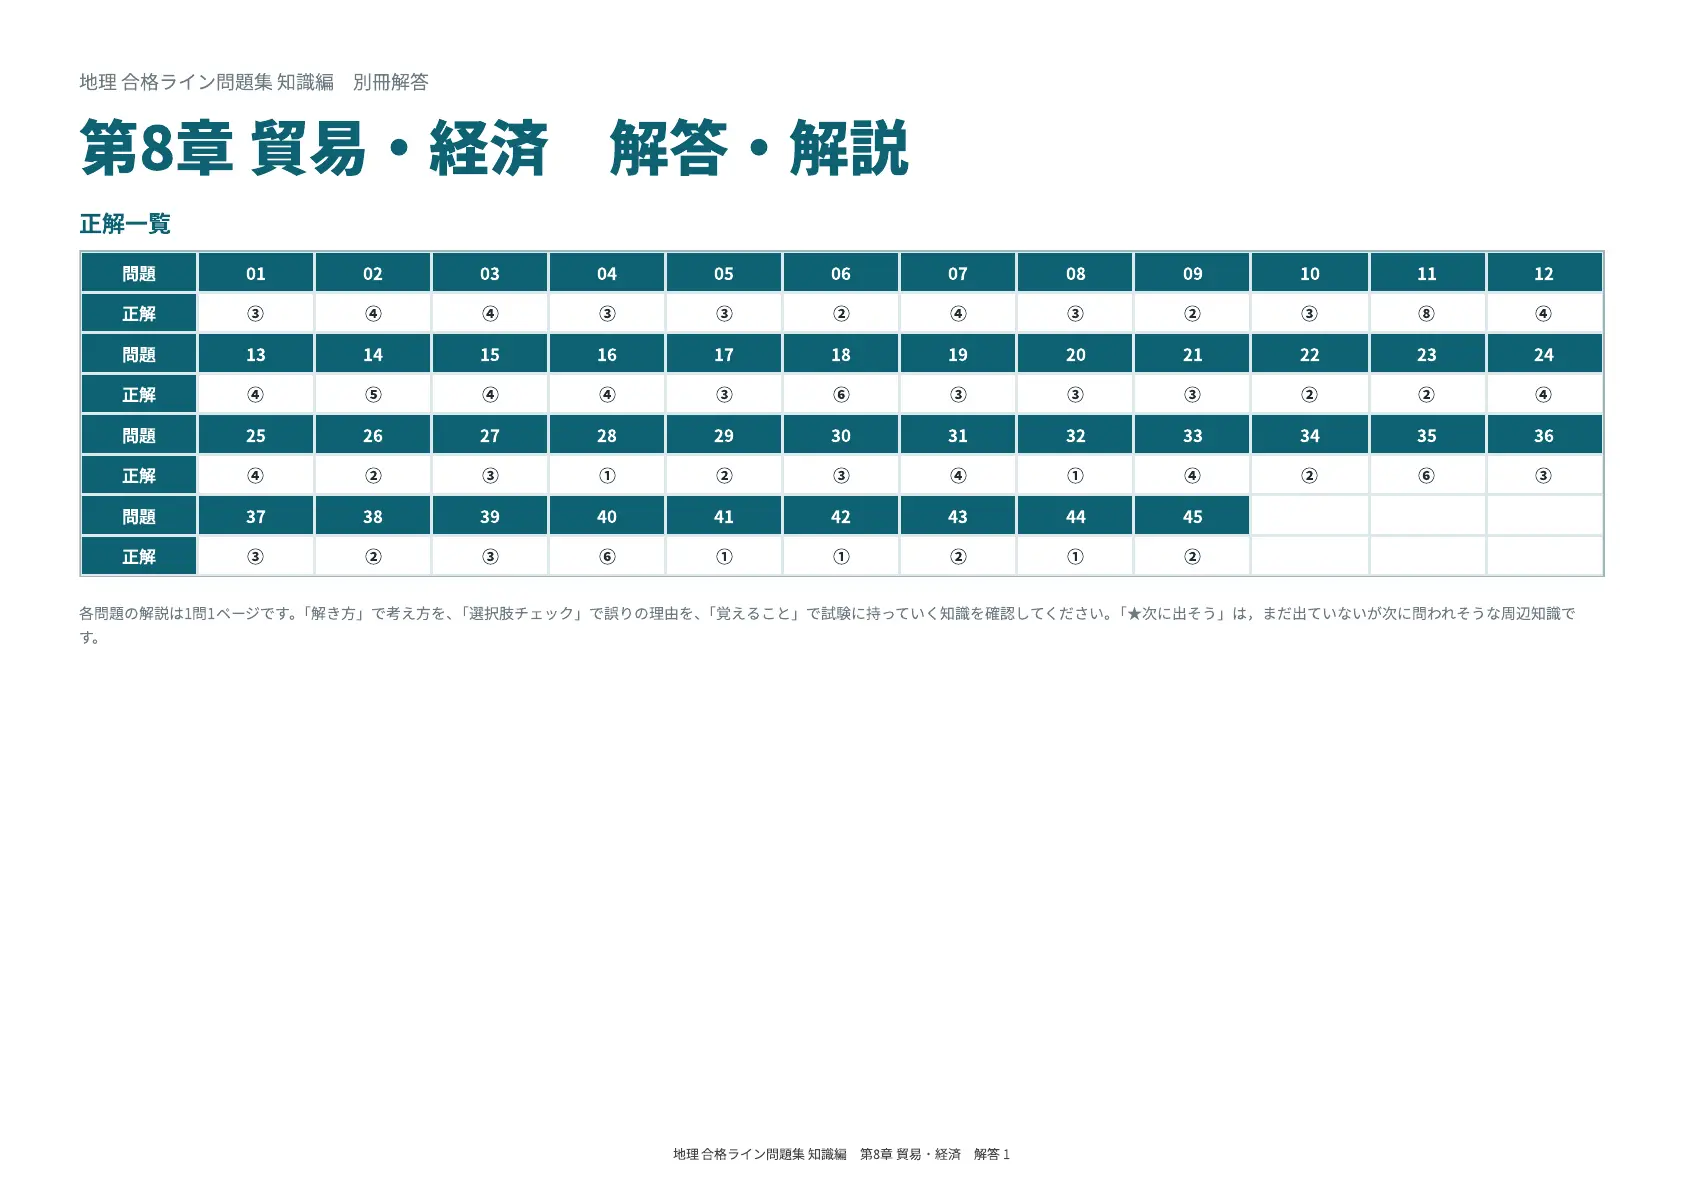 地理 合格ライン問題集 知識編　別冊解答
第8章 貿易・経済　解答・解説
正解一覧
問題 01 02 03 04 05 06 07 08 09 10 11 12
正解 ③ ④ ④ ③ ③ ② ④ ③ ② ③ ⑧ ④
問題 13 14 15 16 17 18 19 20 21 22 23 24
正解 ④ ⑤ ④ ④ ③ ⑥ ③ ③ ③ ② ② ④
問題 25 26 27 28 29 30 31 32 33 34 35 36
正解 ④ ② ③ ① ② ③ ④ ① ④ ② ⑥ ③
問題 37 38 39 40 41 42 43 44 45
正解 ③ ② ③ ⑥ ① ① ② ① ②
各問題の解説は1問1ページです。「解き方」で考え方を、「選択肢チェック」で誤りの理由を、「覚えること」で試験に持っていく知識を確認してください。「★次に出そう」は，まだ出ていないが次に問われそうな周辺知識で
す。
地理 合格ライン問題集 知識編　第8章 貿易・経済　解答 1